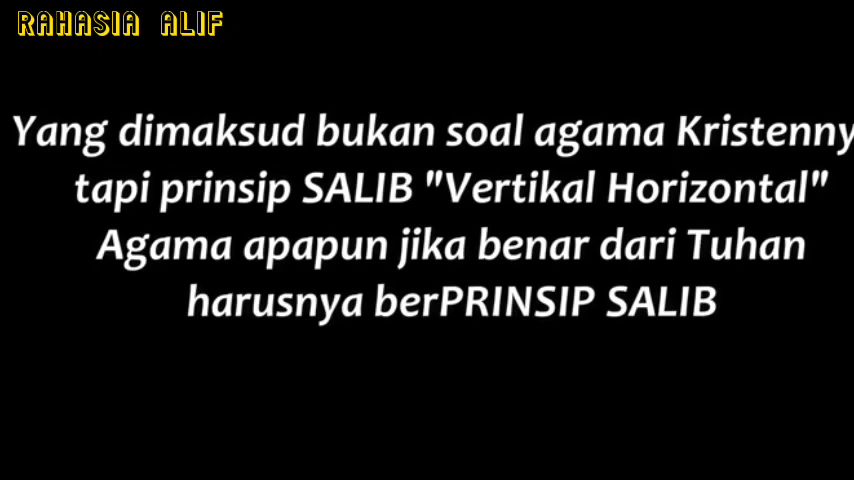 RAHASIA ALIF
Yang dimaksud bukan soal agama Kristenny
tapi prinsip SALIB "Vertikal Horizontal"
Agama apapun jika benar dari Tuhan
harusnya berPRINSIP SALIB